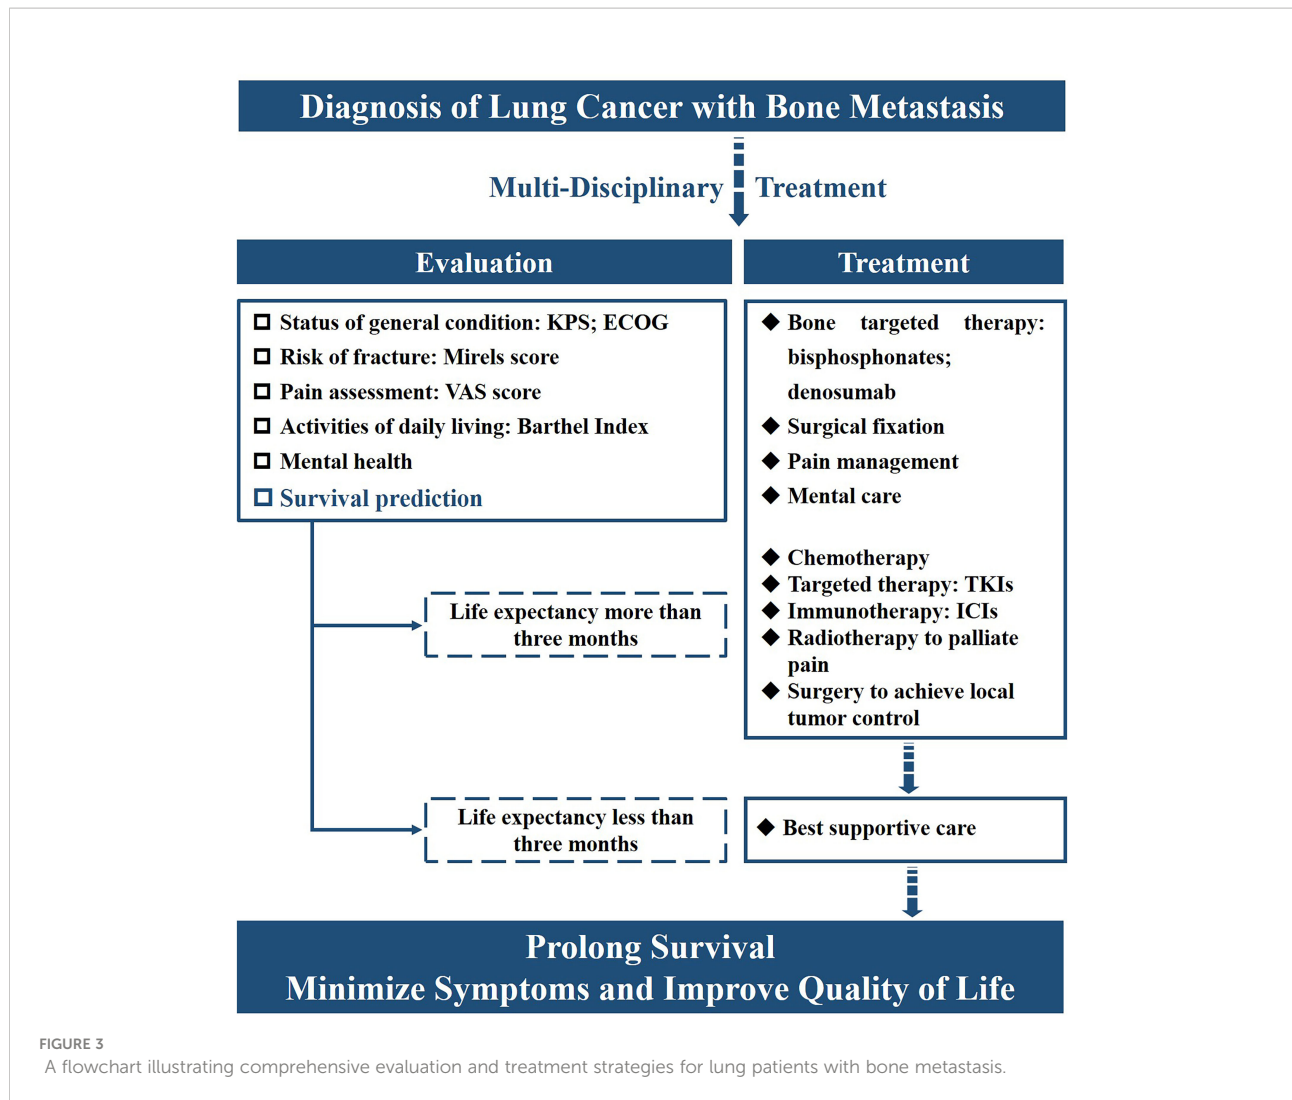 Diagnosis of Lung Cancer with Bone Metastasis
Multi-Disciplinary Treatment
Evaluation
Status of general condition: KPS; ECOG
Risk of fracture: Mirels score
Pain assessment: VAS score
Activities of daily living: Barthel Index
Mental health
Survival prediction
Life expectancy more than
three months
Life expectancy less than
three months
Treatment
Bone targeted therapy:
bisphosphonates;
denosumab
Surgical fixation
Pain management
Mental care
Chemotherapy
Targeted therapy: TKIs
Immunotherapy: ICIs
Radiotherapy to palliate
pain
Surgery to achieve local
tumor control
Best supportive care
Prolong Survival
Minimize Symptoms and Improve Quality of Life
FIGURE 3
A flowchart illustrating comprehensive evaluation and treatment strategies for lung patients with bone metastasis.